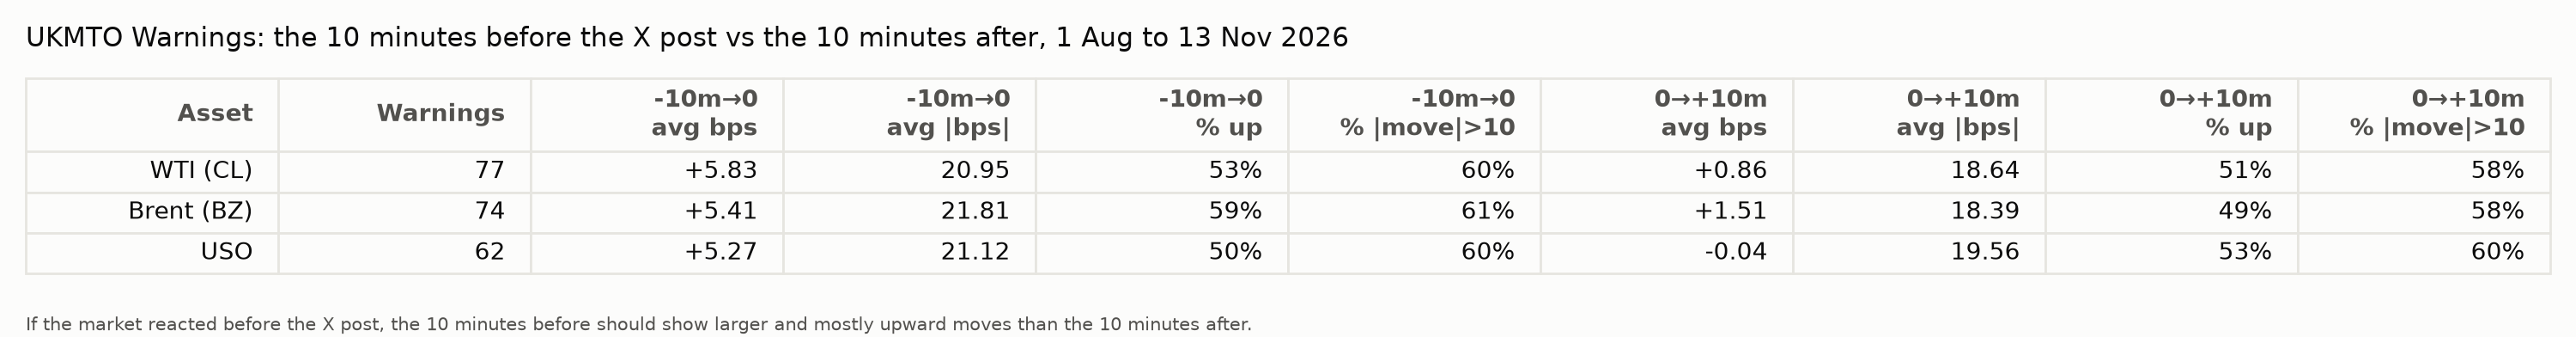 UKMTO Warnings: the 10 minutes before the X post vs the 10 minutes after, 1 Aug to 13 Nov 2026
Asset Warnings -10m→0 avg bps -10m→0 avg |bps| -10m→0 % up -10m→0 % |move|>10 0→+10m avg bps 0→+10m avg |bps| 0→+10m % up 0→+10m % |move|>10
WTI (CL) 77 +5.83 20.95 53% 60% +0.86 18.64 51% 58%
Brent (BZ) 74 +5.41 21.81 59% 61% +1.51 18.39 49% 58%
USO 62 +5.27 21.12 50% 60% -0.04 19.56 53% 60%
If the market reacted before the X post, the 10 minutes before should show larger and mostly upward moves than the 10 minutes after.